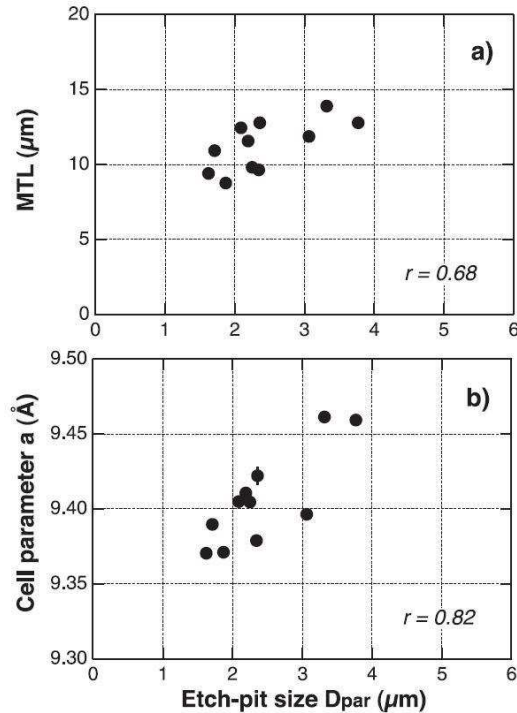 20
a)
15
MTL (µm)
10
5
r = 0.68
0
0 1 2 3 4 5 6
9.50
b)
9.45
Cell parameter a (Å)
9.40
9.35
r = 0.82
9.30
0 1 2 3 4 5 6
Etch-pit size Dpar (µm)